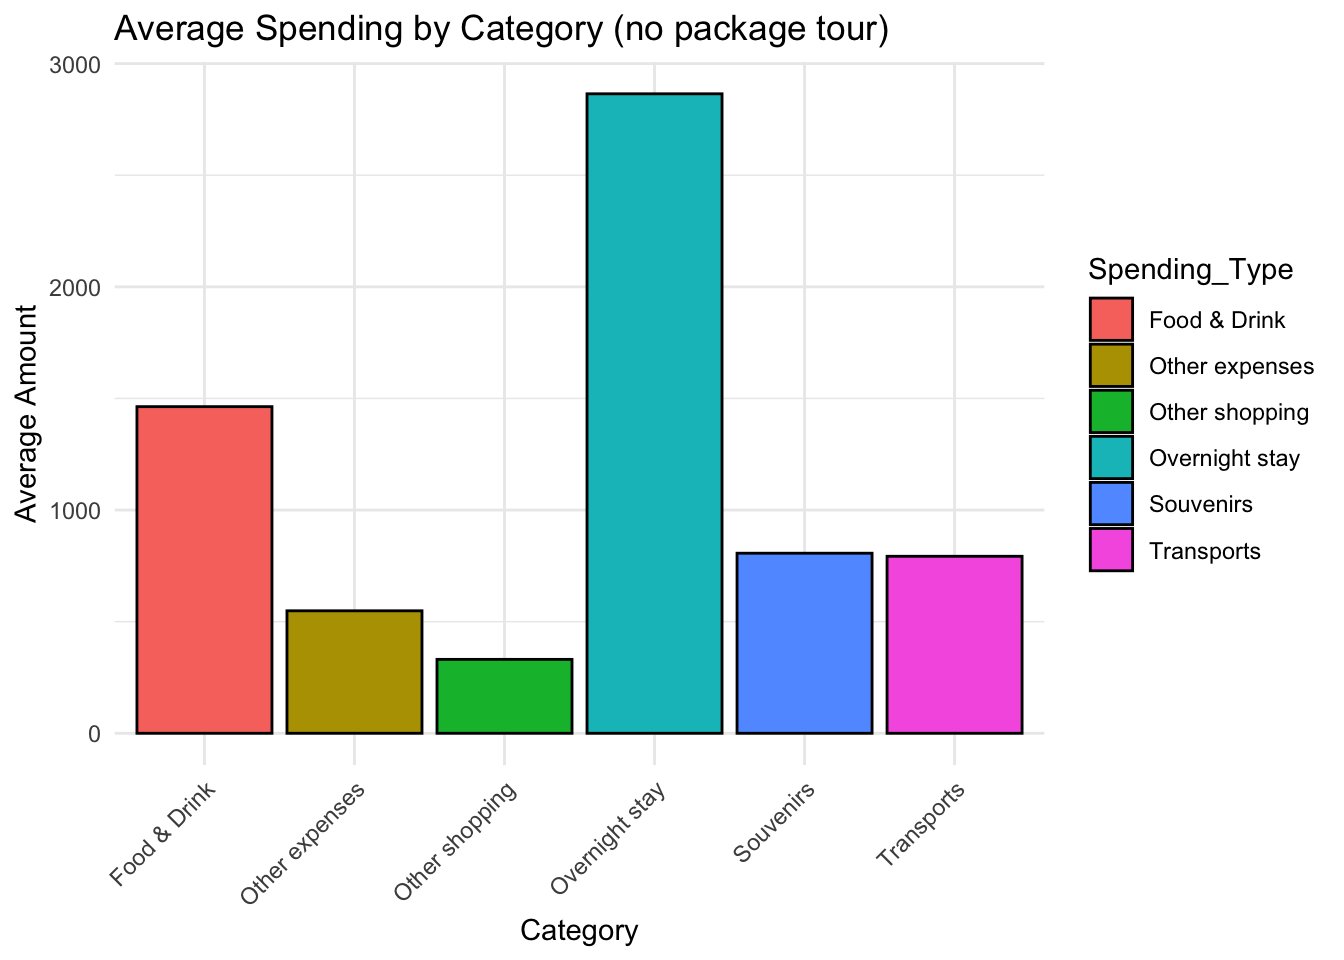 Average Spending by Category (no package tour)
3000
2000
1000
0
Average Amount
Food & Drink
Other expenses
Other shopping
Overnight stay
Souvenirs
Transports
Category
Spending_Type
Food & Drink
Other expenses
Other shopping
Overnight stay
Souvenirs
Transports